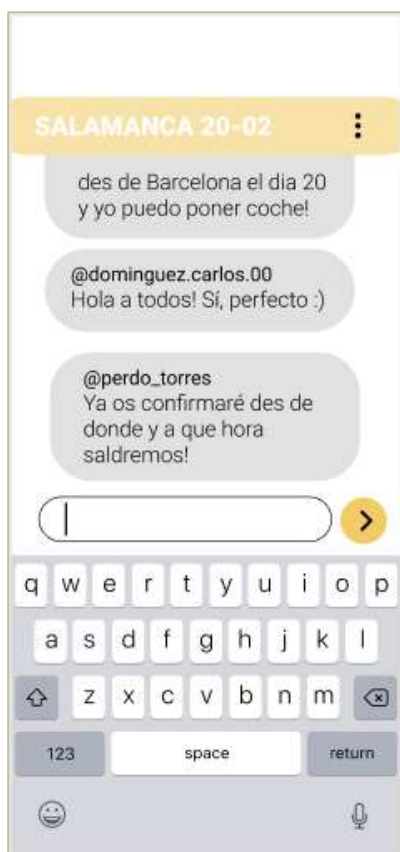 SALAMANCA 20-02
des de Barcelona el dia 20
y yo puedo poner coche!
@dominguez.carlos.00
Hola a todos! Sí, perfecto :)
@perdo_torres
Ya os confirmaré des de
donde y a que hora
saldremos!
q w e r t y u i o p
a s d f g h j k l
z x c v b n m
123 space return